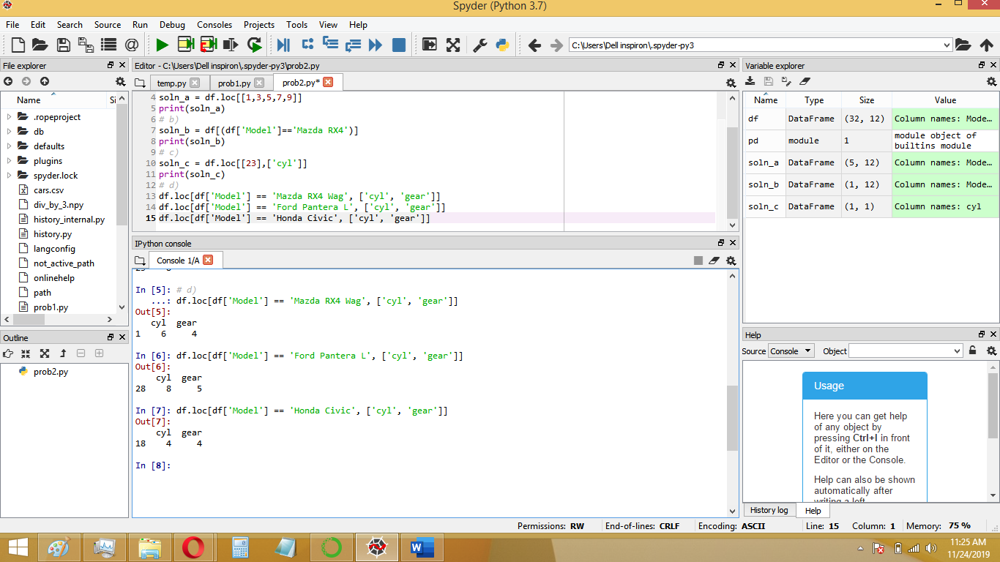 Spyder (Python 3.7)
File Edit Search Source Run Debug Consoles Projects Tools View Help
C:\Users\Dell inspiron\.spyder-py3
File explorer
Name
.ropeproject
db
defaults
plugins
spyder.lock
cars.csv
div_by_3.npy
history_internal.py
history.py
langconfig
not_active_path
onlinehelp
path
prob1.py
Outline
prob2.py
Editor - C:\Users\Dell inspiron\.spyder-py3\prob2.py
temp.py prob1.py prob2.py*
4 soln_a = df.loc[[1,3,5,7,9]]
5 print(soln_a)
6 # b)
7 soln_b = df[(df['Model']=='Mazda RX4')]
8 print(soln_b)
9 # c)
10 soln_c = df.loc[[23],['cyl']]
11 print(soln_c)
12 # d)
13 df.loc[df['Model'] == 'Mazda RX4 Wag', ['cyl', 'gear']]
14 df.loc[df['Model'] == 'Ford Pantera L', ['cyl', 'gear']]
15 df.loc[df['Model'] == 'Honda Civic', ['cyl', 'gear']]
IPython console
Console 1/A
In [5]: # d)
...: df.loc[df['Model'] == 'Mazda RX4 Wag', ['cyl', 'gear']]
Out[5]:
cyl gear
1 6 4
In [6]: df.loc[df['Model'] == 'Ford Pantera L', ['cyl', 'gear']]
Out[6]:
cyl gear
28 8 5
In [7]: df.loc[df['Model'] == 'Honda Civic', ['cyl', 'gear']]
Out[7]:
cyl gear
18 4 4
In [8]:
Variable explorer
Name Type Size Value
df DataFrame (32, 12) Column names: Mode...
pd module 1 module object of
builtins module
soln_a DataFrame (5, 12) Column names: Mode...
soln_b DataFrame (1, 12) Column names: Mode...
soln_c DataFrame (1, 1) Column names: cyl
Help
Source Console Object
Usage
Here you can get help
of any object by
pressing Ctrl+I in front
of it, either on the
Editor or the Console.
Help can also be shown
automatically after
writing a left
History log Help
Permissions: RW End-of-lines: CRLF Encoding: ASCII Line: 15 Column: 1 Memory: 75 %
11:25 AM
11/24/2019